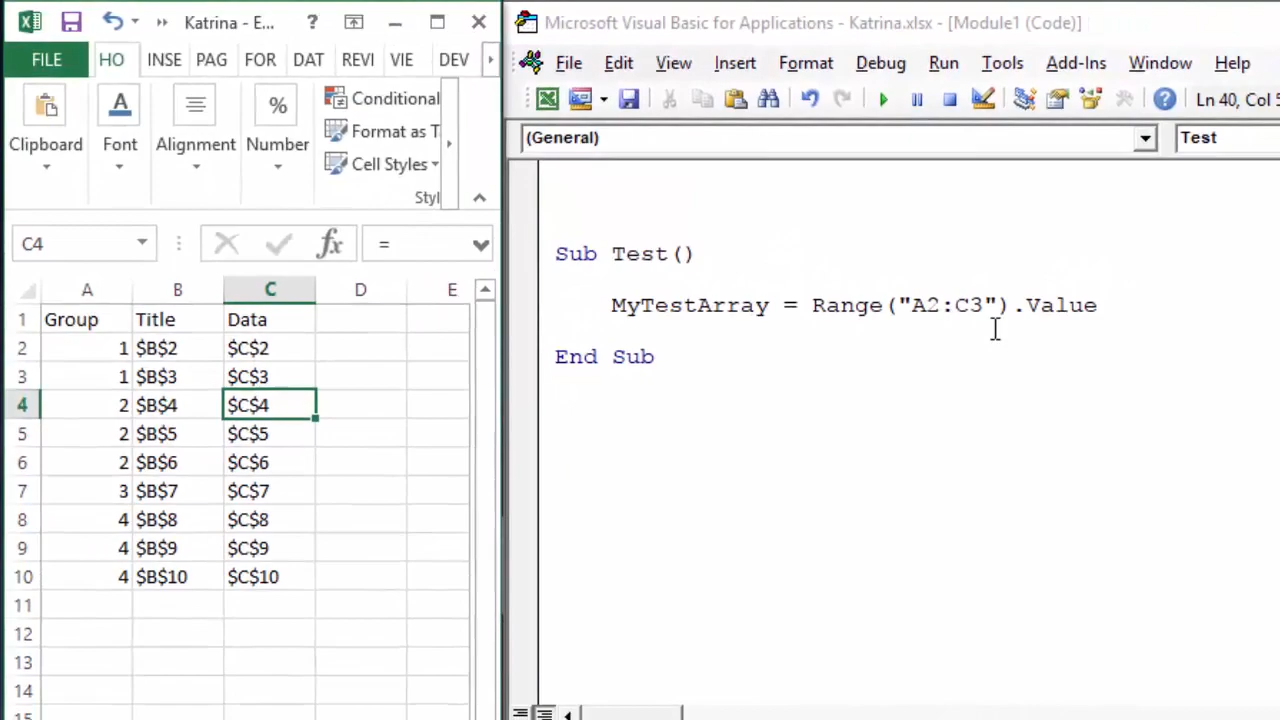 Katrina - E... ?
FILE HO INSE PAG FOR DAT REVI VIE DEV
Clipboard Font Alignment Number
%
Conditional
Format as T
Cell Styles
Styl
C4 fx =
A B C D E
1 Group Title Data
2 1 $B$2 $C$2
3 1 $B$3 $C$3
4 2 $B$4 $C$4
5 2 $B$5 $C$5
6 2 $B$6 $C$6
7 3 $B$7 $C$7
8 4 $B$8 $C$8
9 4 $B$9 $C$9
10 4 $B$10 $C$10
11
12
13
14
15
Microsoft Visual Basic for Applications - Katrina.xlsx - [Module1 (Code)]
File Edit View Insert Format Debug Run Tools Add-Ins Window Help
Ln 40, Col 5
(General) Test
Sub Test()
MyTestArray = Range("A2:C3").Value
End Sub